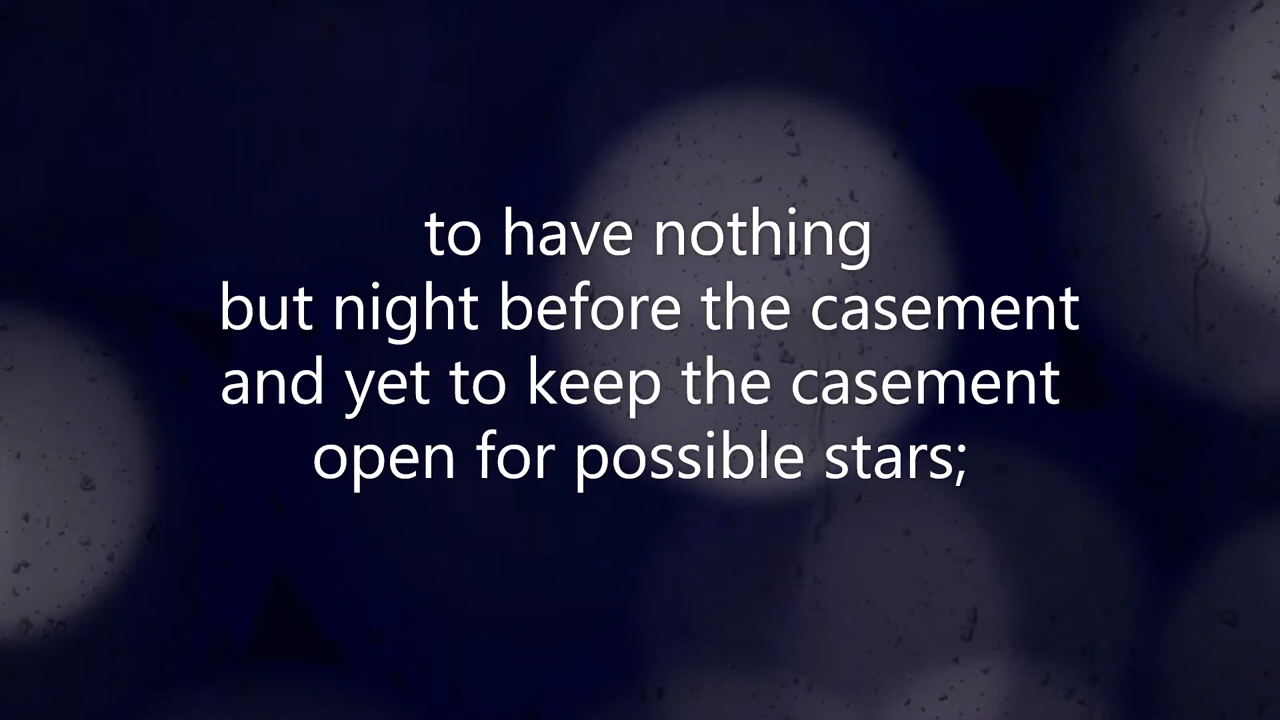 to have nothing
but night before the casement
and yet to keep the casement
open for possible stars;